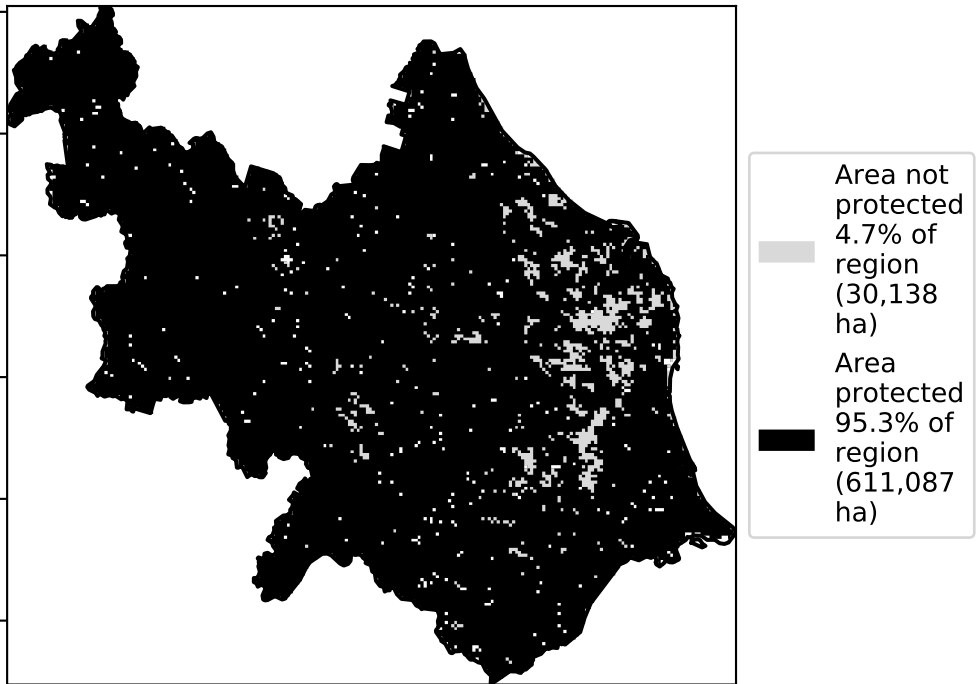 Area not
protected
4.7% of
region
(30,138
ha)
Area
protected
95.3% of
region
(611,087
ha)